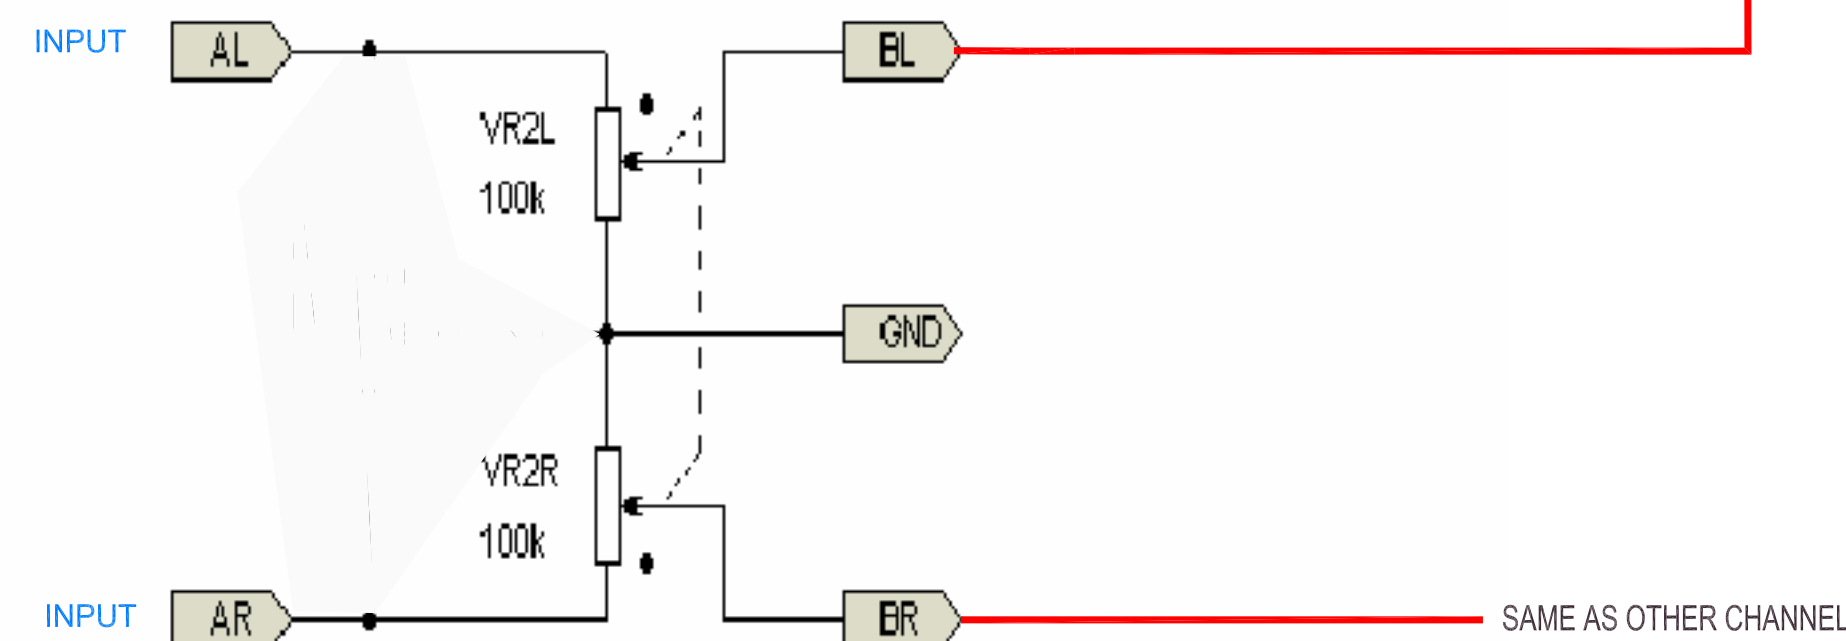 INPUT
AL
BL
VR2L
100k
GND
VR2R
100k
INPUT
AR
BR
SAME AS OTHER CHANNEL